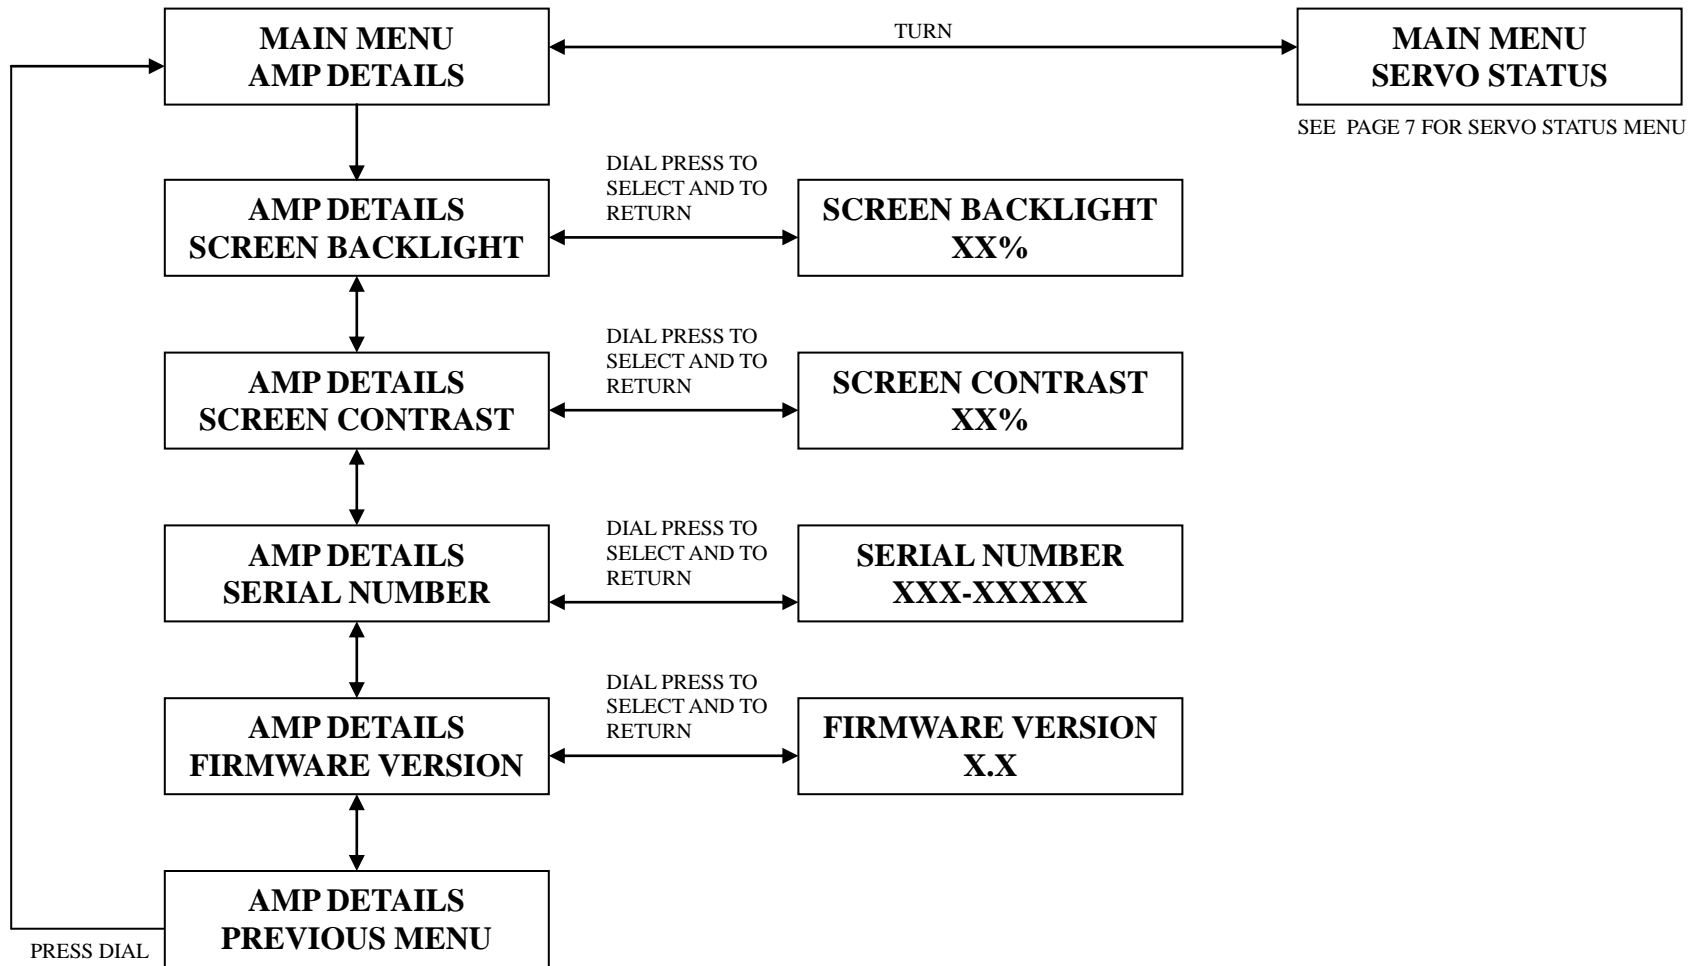 MAIN MENU
AMP DETAILS
TURN
MAIN MENU
SERVO STATUS
SEE PAGE 7 FOR SERVO STATUS MENU
AMP DETAILS
SCREEN BACKLIGHT
DIAL PRESS TO
SELECT AND TO
RETURN
SCREEN BACKLIGHT
XX%
AMP DETAILS
SCREEN CONTRAST
DIAL PRESS TO
SELECT AND TO
RETURN
SCREEN CONTRAST
XX%
AMP DETAILS
SERIAL NUMBER
DIAL PRESS TO
SELECT AND TO
RETURN
SERIAL NUMBER
XXX-XXXXX
AMP DETAILS
FIRMWARE VERSION
DIAL PRESS TO
SELECT AND TO
RETURN
FIRMWARE VERSION
X.X
AMP DETAILS
PREVIOUS MENU
PRESS DIAL